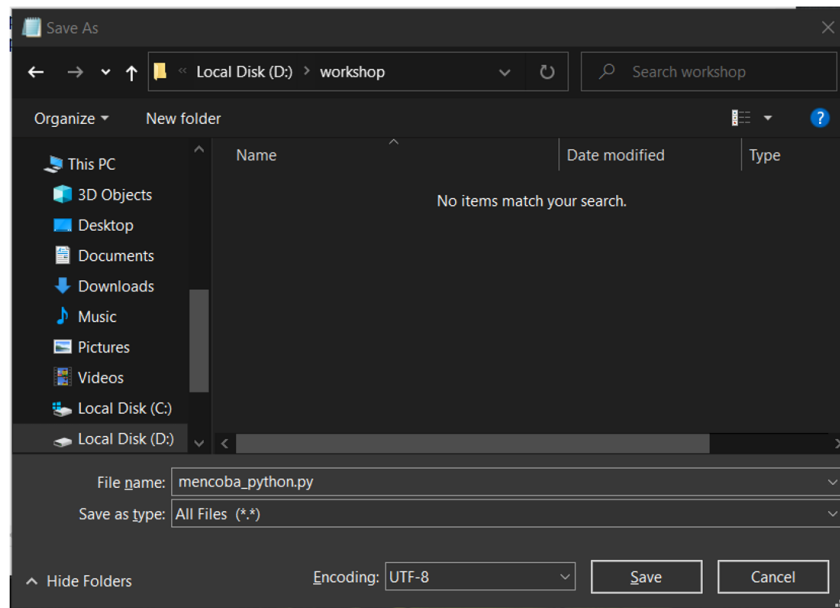 Save As
« Local Disk (D:) > workshop
Search workshop
Organize
New folder
?
Name
Date modified
Type
No items match your search.
This PC
3D Objects
Desktop
Documents
Downloads
Music
Pictures
Videos
Local Disk (C:)
Local Disk (D:)
File name: mencoba_python.py
Save as type: All Files (*.*)
Hide Folders
Encoding: UTF-8
Save
Cancel